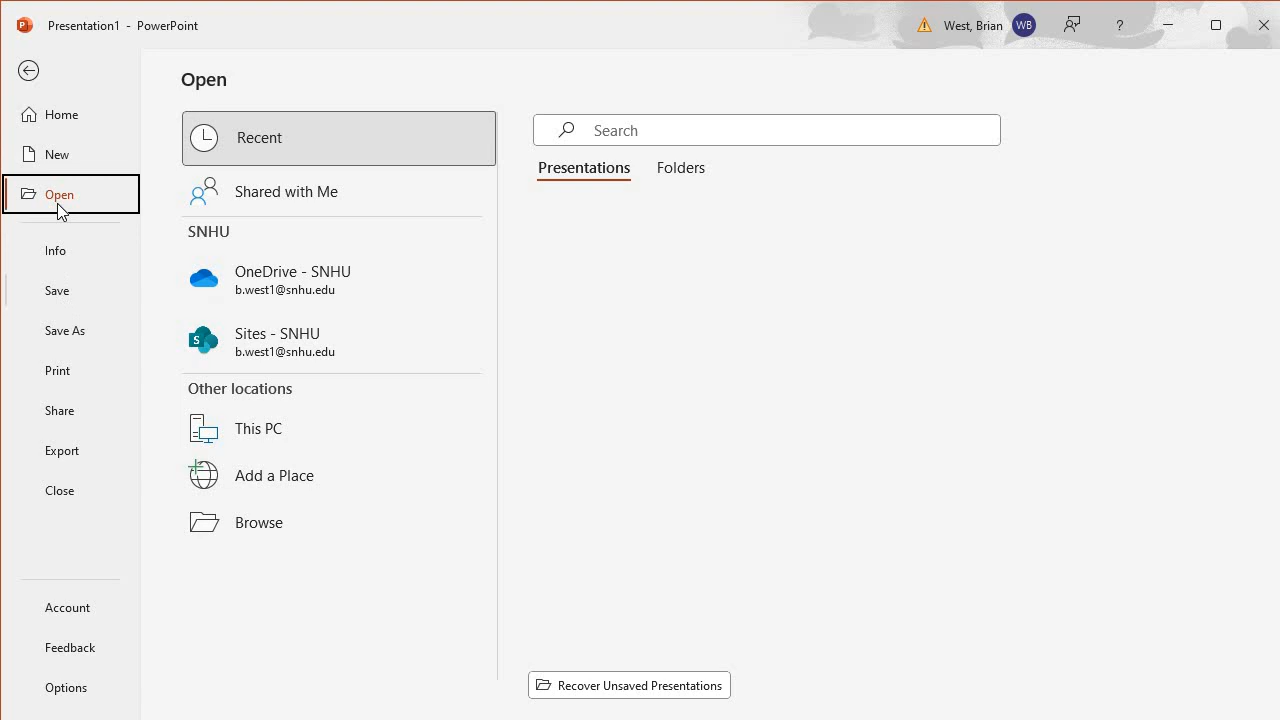 Presentation1 - PowerPoint
West, Brian WB ?
Home
New
Open
Info
Save
Save As
Print
Share
Export
Close
Account
Feedback
Options
Open
Recent
Shared with Me
SNHU
OneDrive - SNHU
b.west1@snhu.edu
S
Sites - SNHU
b.west1@snhu.edu
Other locations
This PC
Add a Place
Browse
Search
Presentations Folders
Recover Unsaved Presentations